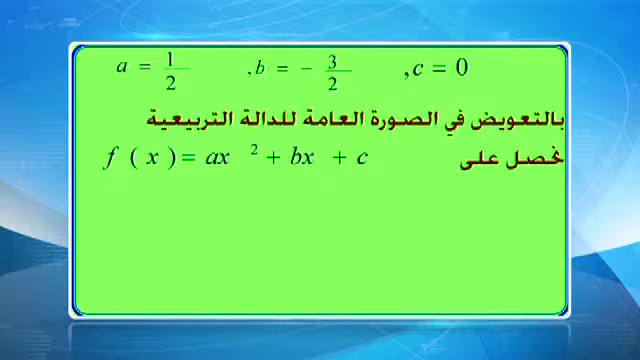 a = 1/2 , b = - 3/2 , c = 0
بالتعويض في الصورة العامة للدالة التربيعية
f ( x ) = ax ² + bx + c نحصل على